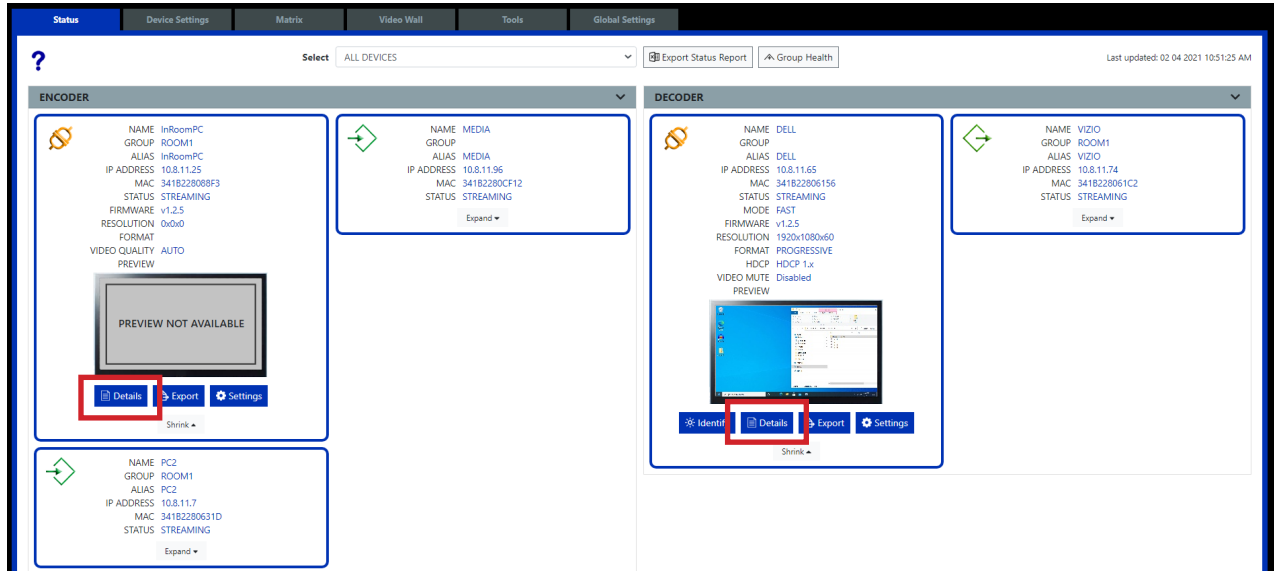 Status Device Settings Matrix Video Wall Tools Global Settings
? Select ALL DEVICES Export Status Report Group Health Last updated: 02 04 2021 10:51:25 AM
ENCODER
NAME InRoomPC
GROUP ROOM1
ALIAS InRoomPC
IP ADDRESS 10.8.11.25
MAC 341B228088F3
STATUS STREAMING
FIRMWARE v1.2.5
RESOLUTION 0x0x0
FORMAT
VIDEO QUALITY AUTO
PREVIEW
PREVIEW NOT AVAILABLE
Details Export Settings
Shrink
NAME MEDIA
GROUP
ALIAS MEDIA
IP ADDRESS 10.8.11.96
MAC 341B2280CF12
STATUS STREAMING
Expand
NAME PC2
GROUP ROOM1
ALIAS PC2
IP ADDRESS 10.8.11.7
MAC 341B2280631D
STATUS STREAMING
Expand
DECODER
NAME DELL
GROUP
ALIAS DELL
IP ADDRESS 10.8.11.65
MAC 341B22806156
STATUS STREAMING
MODE FAST
FIRMWARE v1.2.5
RESOLUTION 1920x1080x60
FORMAT PROGRESSIVE
HDCP HDCP 1.x
VIDEO MUTE Disabled
PREVIEW
Identify Details Export Settings
Shrink
NAME VIZIO
GROUP ROOM1
ALIAS VIZIO
IP ADDRESS 10.8.11.74
MAC 341B228061C2
STATUS STREAMING
Expand